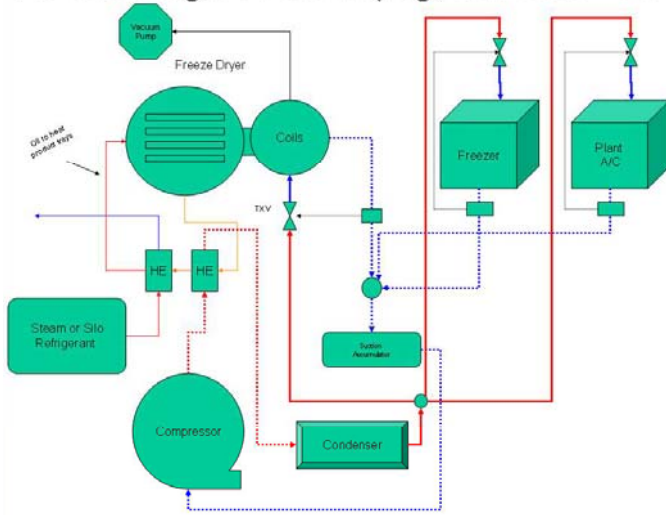 Vacuum
Pump
Freeze Dryer
Oil to heat
product trays
Coils
Freezer
Plant
A/C
TXV
HE
HE
Steam or Silo
Refrigerant
Suction
Accumulator
Compressor
Condenser